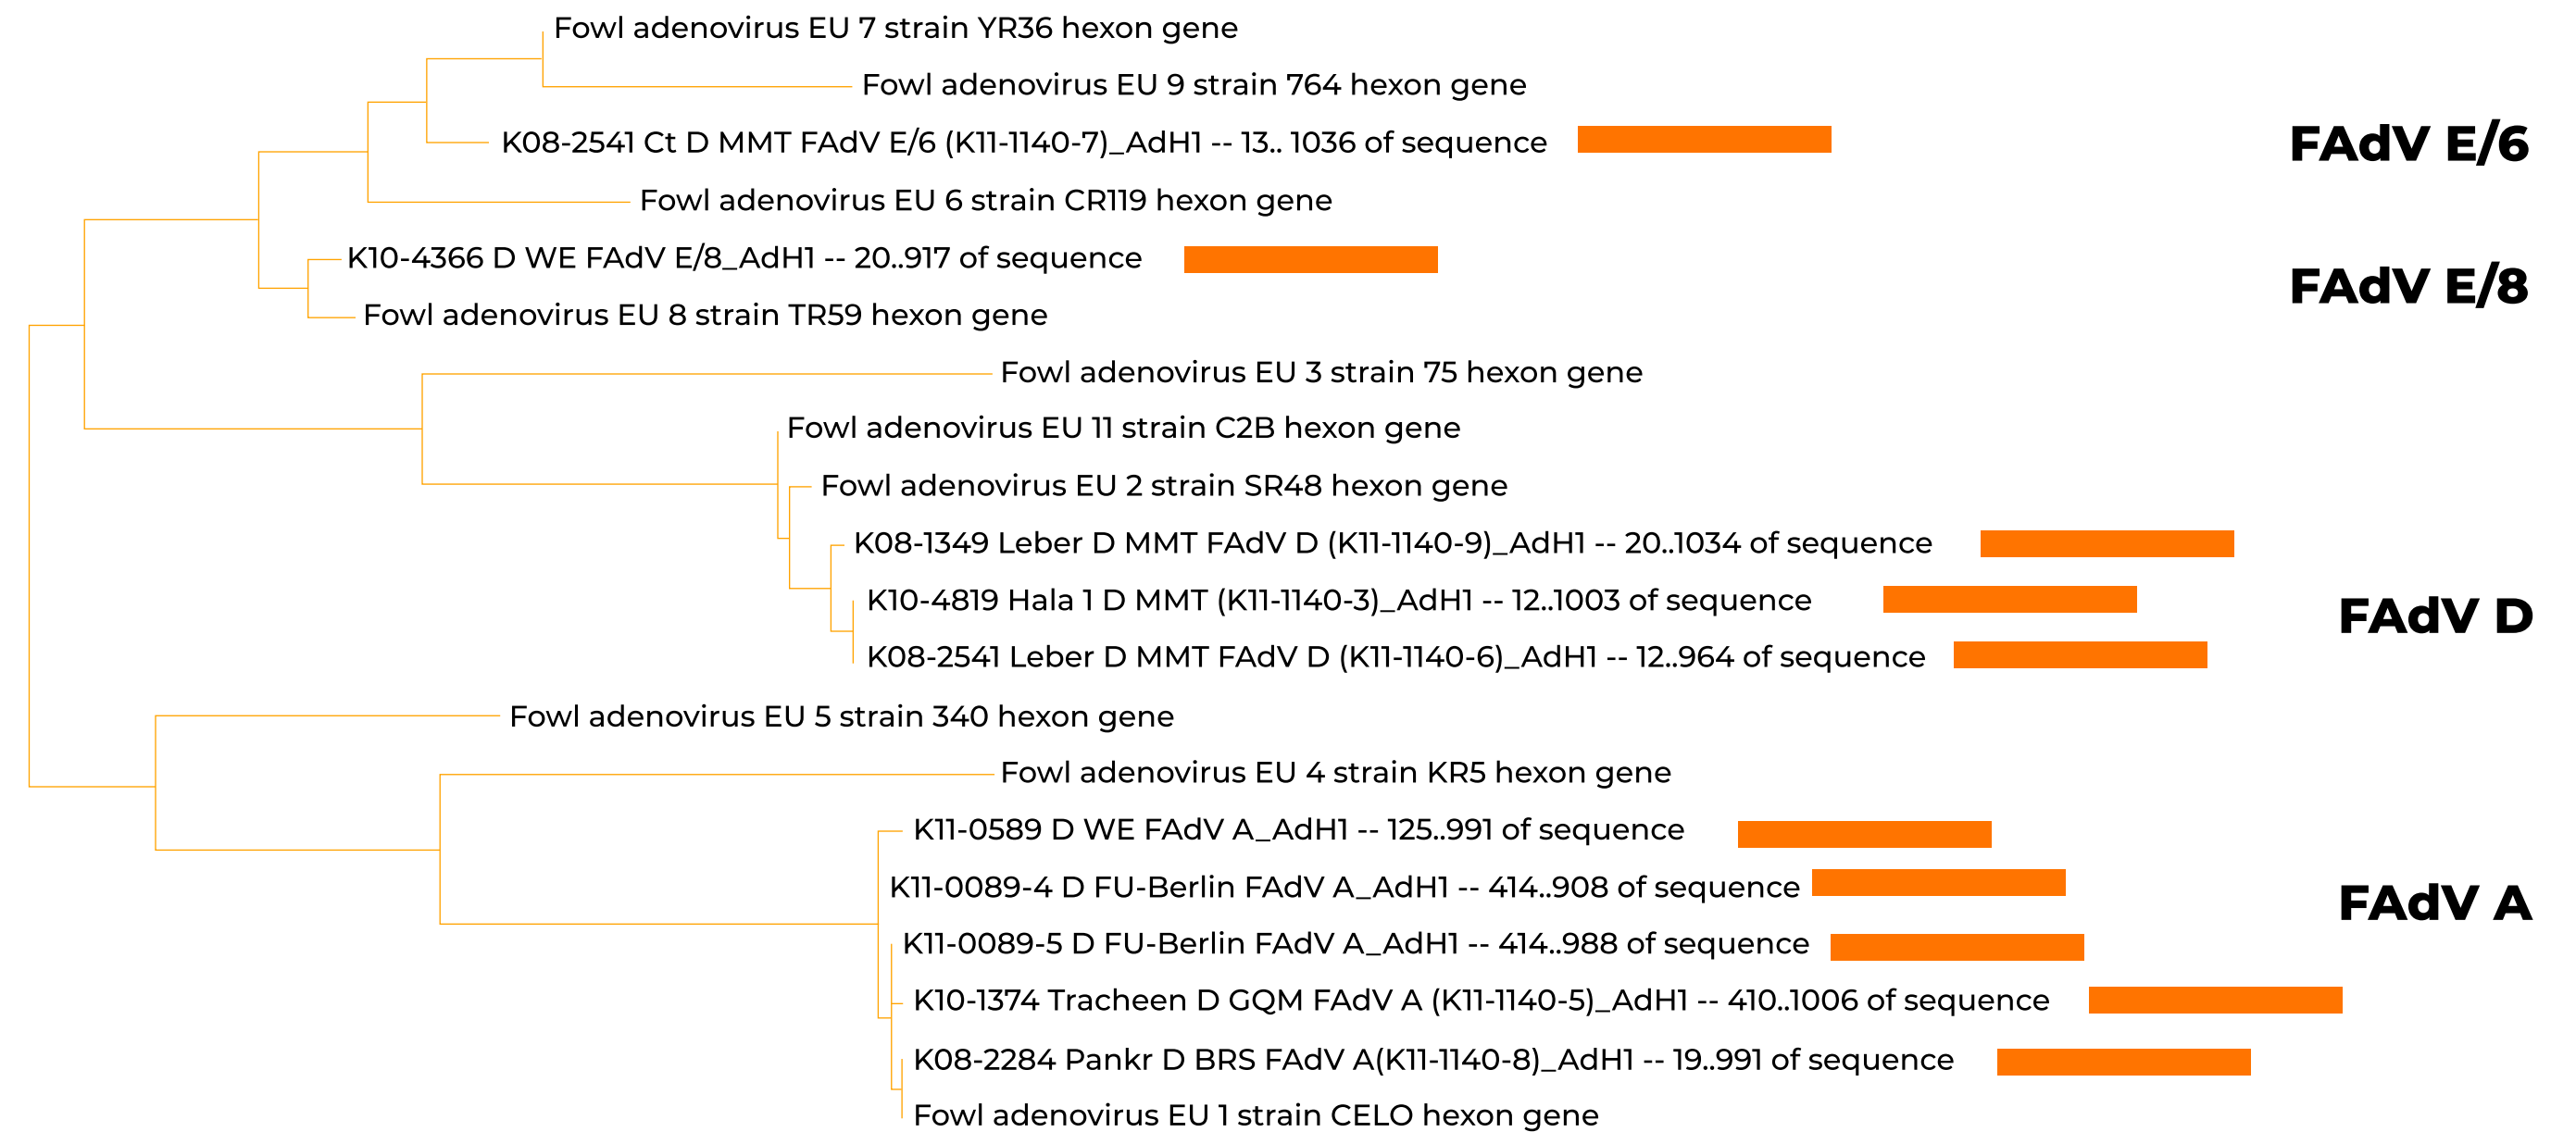 Fowl adenovirus EU 7 strain YR36 hexon gene
Fowl adenovirus EU 9 strain 764 hexon gene
K08-2541 Ct D MMT FAdV E/6 (K11-1140-7)_AdH1 -- 13.. 1036 of sequence
FAdV E/6
Fowl adenovirus EU 6 strain CR119 hexon gene
K10-4366 D WE FAdV E/8_AdH1 -- 20..917 of sequence
FAdV E/8
Fowl adenovirus EU 8 strain TR59 hexon gene
Fowl adenovirus EU 3 strain 75 hexon gene
Fowl adenovirus EU 11 strain C2B hexon gene
Fowl adenovirus EU 2 strain SR48 hexon gene
K08-1349 Leber D MMT FAdV D (K11-1140-9)_AdH1 -- 20..1034 of sequence
K10-4819 Hala 1 D MMT (K11-1140-3)_AdH1 -- 12..1003 of sequence
FAdV D
K08-2541 Leber D MMT FAdV D (K11-1140-6)_AdH1 -- 12..964 of sequence
Fowl adenovirus EU 5 strain 340 hexon gene
Fowl adenovirus EU 4 strain KR5 hexon gene
K11-0589 D WE FAdV A_AdH1 -- 125..991 of sequence
K11-0089-4 D FU-Berlin FAdV A_AdH1 -- 414..908 of sequence
FAdV A
K11-0089-5 D FU-Berlin FAdV A_AdH1 -- 414..988 of sequence
K10-1374 Tracheen D GQM FAdV A (K11-1140-5)_AdH1 -- 410..1006 of sequence
K08-2284 Pankr D BRS FAdV A(K11-1140-8)_AdH1 -- 19..991 of sequence
Fowl adenovirus EU 1 strain CELO hexon gene